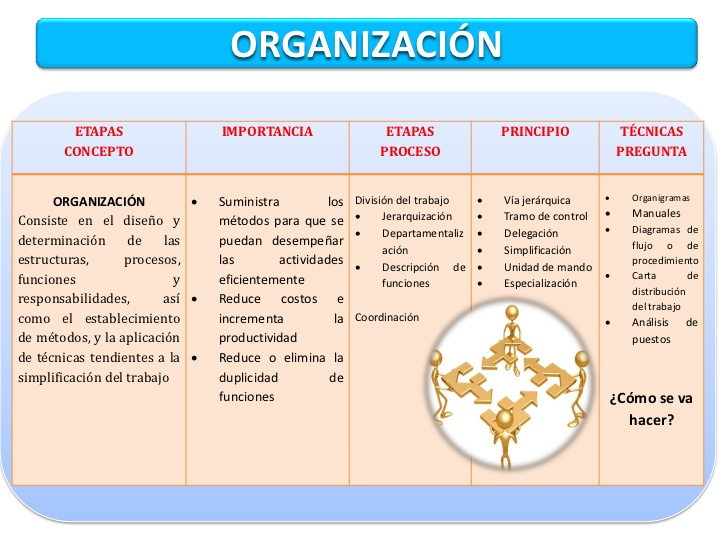 ORGANIZACIÓN
ETAPAS
CONCEPTO
IMPORTANCIA
ETAPAS
PROCESO
PRINCIPIO
TÉCNICAS
PREGUNTA
ORGANIZACIÓN
Consiste en el diseño y
determinación de las
estructuras, procesos,
funciones y
responsabilidades, así
como el establecimiento
de métodos, y la aplicación
de técnicas tendientes a la
simplificación del trabajo
• Suministra los
métodos para que se
puedan desempeñar
las actividades
eficientemente
• Reduce costos e
incrementa la
productividad
• Reduce o elimina la
duplicidad de
funciones
División del trabajo
• Jerarquización
• Departamentaliz
ación
• Descripción de
funciones
Coordinación
• Vía jerárquica
• Tramo de control
• Delegación
• Simplificación
• Unidad de mando
• Especialización
• Organigramas
• Manuales
• Diagramas de
flujo o de
procedimiento
• Carta de
distribución
del trabajo
• Análisis de
puestos
¿Cómo se va
hacer?